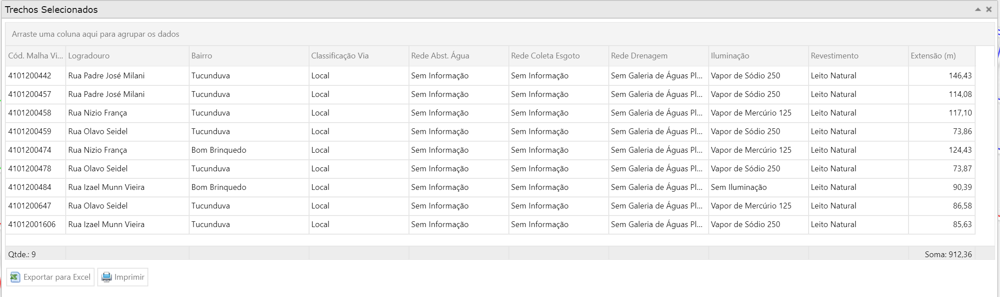 Trechos Selecionados
Arraste uma coluna aqui para agrupar os dados
Cód. Malha Vi... Logradouro Bairro Classificação Via Rede Abst. Água Rede Coleta Esgoto Rede Drenagem Iluminação Revestimento Extensão (m)
4101200442 Rua Padre José Milani Tucunduva Local Sem Informação Sem Informação Sem Galeria de Águas Pl... Vapor de Sódio 250 Leito Natural 146,43
4101200457 Rua Padre José Milani Tucunduva Local Sem Informação Sem Informação Sem Galeria de Águas Pl... Vapor de Sódio 250 Leito Natural 114,08
4101200458 Rua Nizio França Tucunduva Local Sem Informação Sem Informação Sem Galeria de Águas Pl... Vapor de Mercúrio 125 Leito Natural 117,10
4101200459 Rua Olavo Seidel Tucunduva Local Sem Informação Sem Informação Sem Galeria de Águas Pl... Vapor de Sódio 250 Leito Natural 73,86
4101200474 Rua Nizio França Bom Brinquedo Local Sem Informação Sem Informação Sem Galeria de Águas Pl... Vapor de Mercúrio 125 Leito Natural 124,43
4101200478 Rua Olavo Seidel Tucunduva Local Sem Informação Sem Informação Sem Galeria de Águas Pl... Vapor de Sódio 250 Leito Natural 73,87
4101200484 Rua Izael Munn Vieira Bom Brinquedo Local Sem Informação Sem Informação Sem Galeria de Águas Pl... Sem Iluminação Leito Natural 90,39
4101200647 Rua Olavo Seidel Tucunduva Local Sem Informação Sem Informação Sem Galeria de Águas Pl... Vapor de Mercúrio 125 Leito Natural 86,58
41012001606 Rua Izael Munn Vieira Tucunduva Local Sem Informação Sem Informação Sem Galeria de Águas Pl... Vapor de Sódio 250 Leito Natural 85,63
Qtde.: 9 Soma: 912,36
Exportar para Excel Imprimir